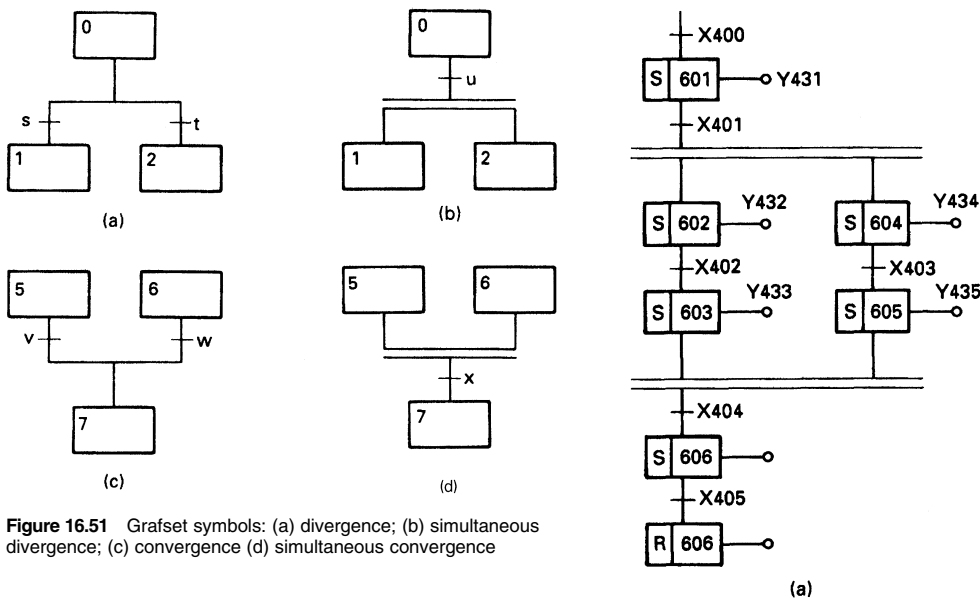 0
s
t
1
2
(a)
0
u
1
2
(b)
5
6
v
w
7
(c)
5
6
x
7
(d)
Figure 16.51 Grafset symbols: (a) divergence; (b) simultaneous
divergence; (c) convergence (d) simultaneous convergence
X400
S 601 Y431
X401
Y432
S 602
X402
Y433
S 603
Y434
S 604
X403
Y435
S 605
X404
S 606
X405
R 606
(a)